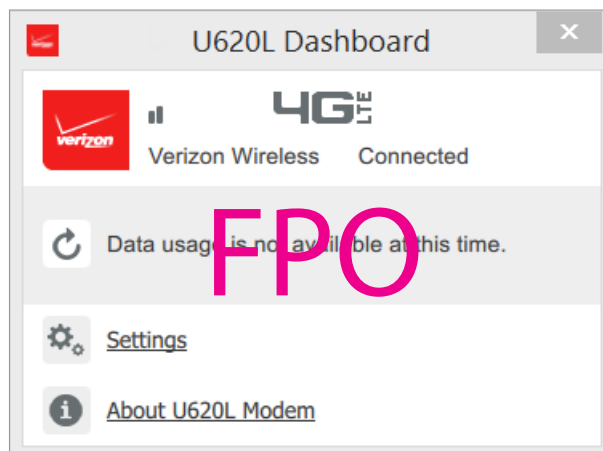 U620L Dashboard
verizon
4G LTE
Verizon Wireless Connected
Data usage is not available at this time.
FPO
Settings
About U620L Modem